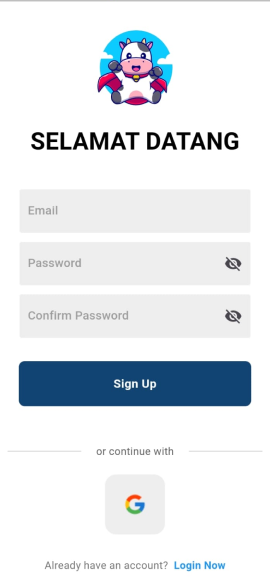 SELAMAT DATANG
Email
Password
Confirm Password
Sign Up
or continue with
Already have an account? Login Now